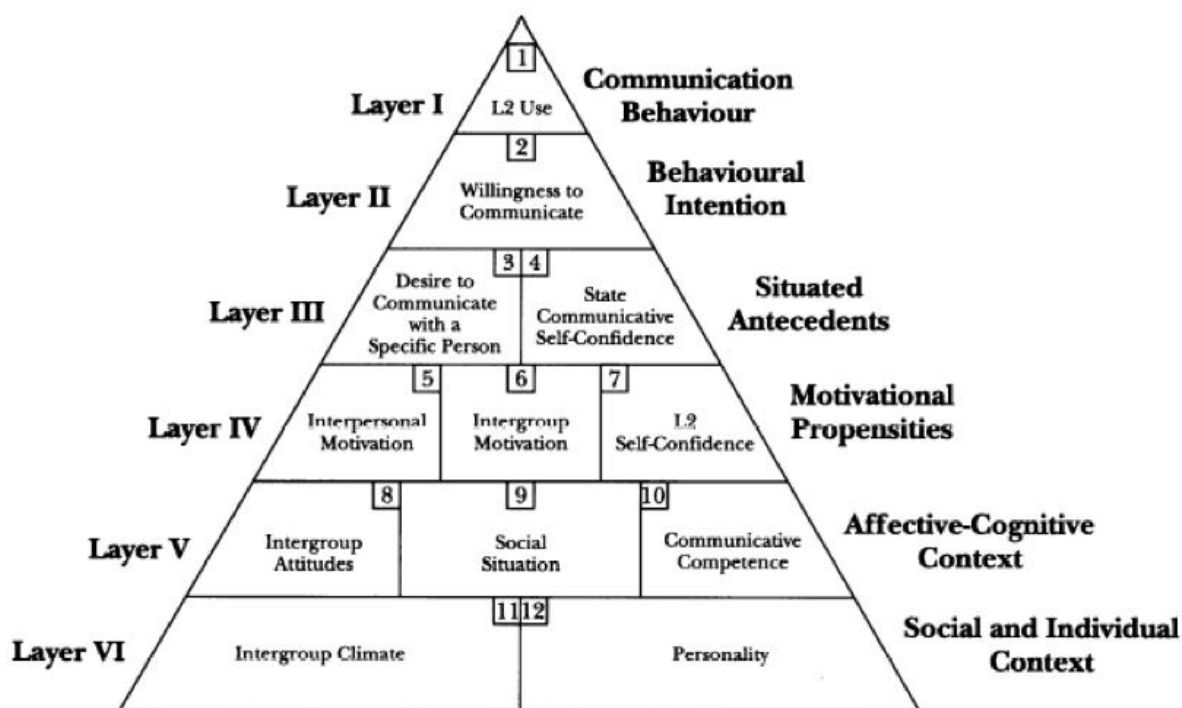 1
Layer I
L2 Use
Communication
Behaviour
2
Layer II
Willingness to
Communicate
Behavioural
Intention
3 4
Layer III
Desire to
Communicate
with a
Specific Person
State
Communicative
Self-Confidence
Situated
Antecedents
5 6 7
Layer IV
Interpersonal
Motivation
Intergroup
Motivation
L2
Self-Confidence
Motivational
Propensities
8 9 10
Layer V
Intergroup
Attitudes
Social
Situation
Communicative
Competence
Affective-Cognitive
Context
11 12
Layer VI
Intergroup Climate
Personality
Social and Individual
Context